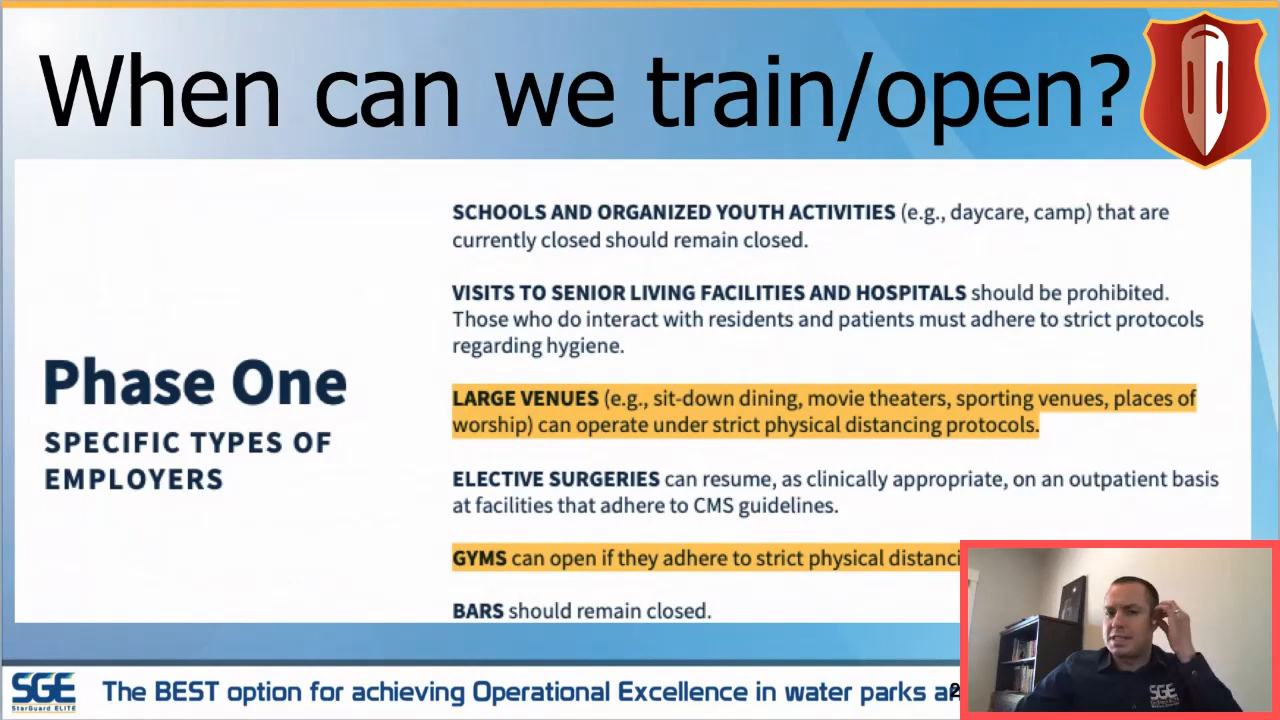 When can we train/open?
SCHOOLS AND ORGANIZED YOUTH ACTIVITIES (e.g., daycare, camp) that are
currently closed should remain closed.
VISITS TO SENIOR LIVING FACILITIES AND HOSPITALS should be prohibited.
Those who do interact with residents and patients must adhere to strict protocols
regarding hygiene.
Phase One
SPECIFIC TYPES OF
EMPLOYERS
LARGE VENUES (e.g., sit-down dining, movie theaters, sporting venues, places of
worship) can operate under strict physical distancing protocols.
ELECTIVE SURGERIES can resume, as clinically appropriate, on an outpatient basis
at facilities that adhere to CMS guidelines.
GYMS can open if they adhere to strict physical
BARS should remain closed.
SGE
StarGuard ELITE
The BEST option for achieving Operational Excellence in water parks
2
SGE